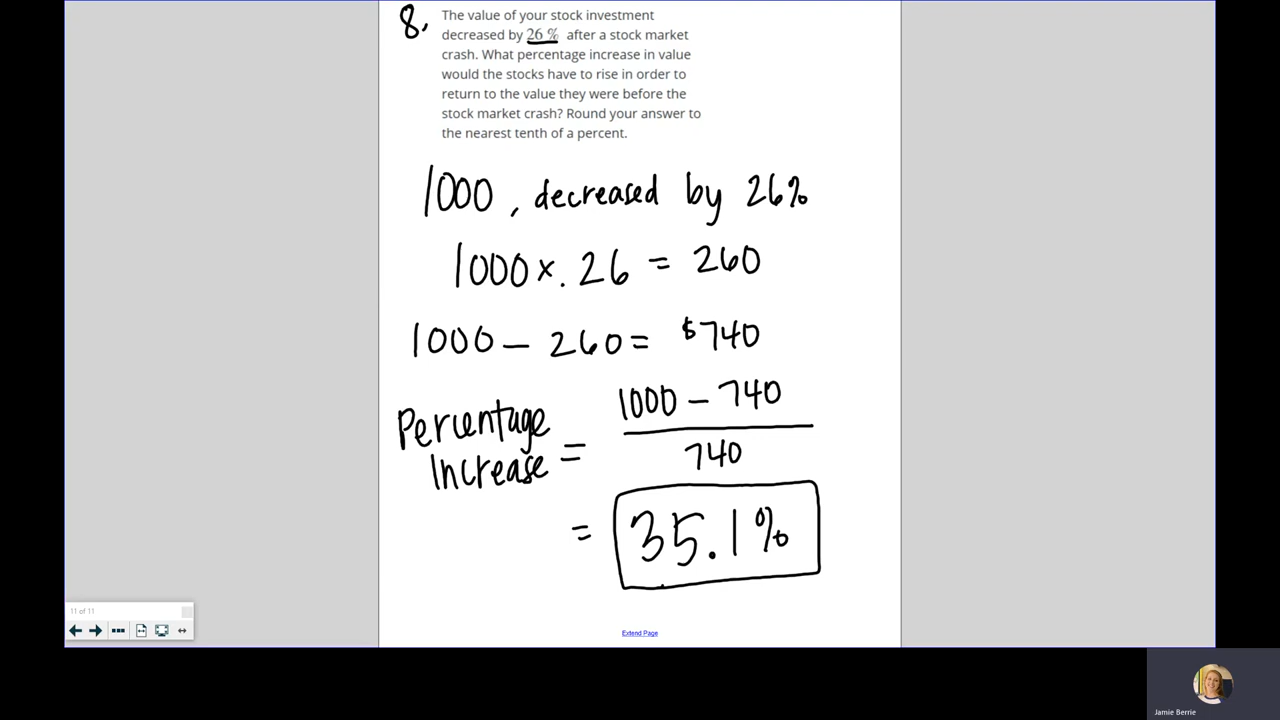 8.
The value of your stock investment
decreased by 26 % after a stock market
crash. What percentage increase in value
would the stocks have to rise in order to
return to the value they were before the
stock market crash? Round your answer to
the nearest tenth of a percent.
1000, decreased by 26%
1000 x .26 = 260
1000 - 260 = $740
Percentage Increase = 
1000 - 740
740
= 35.1%
11 of 11
Extend Page
Jamie Berrie